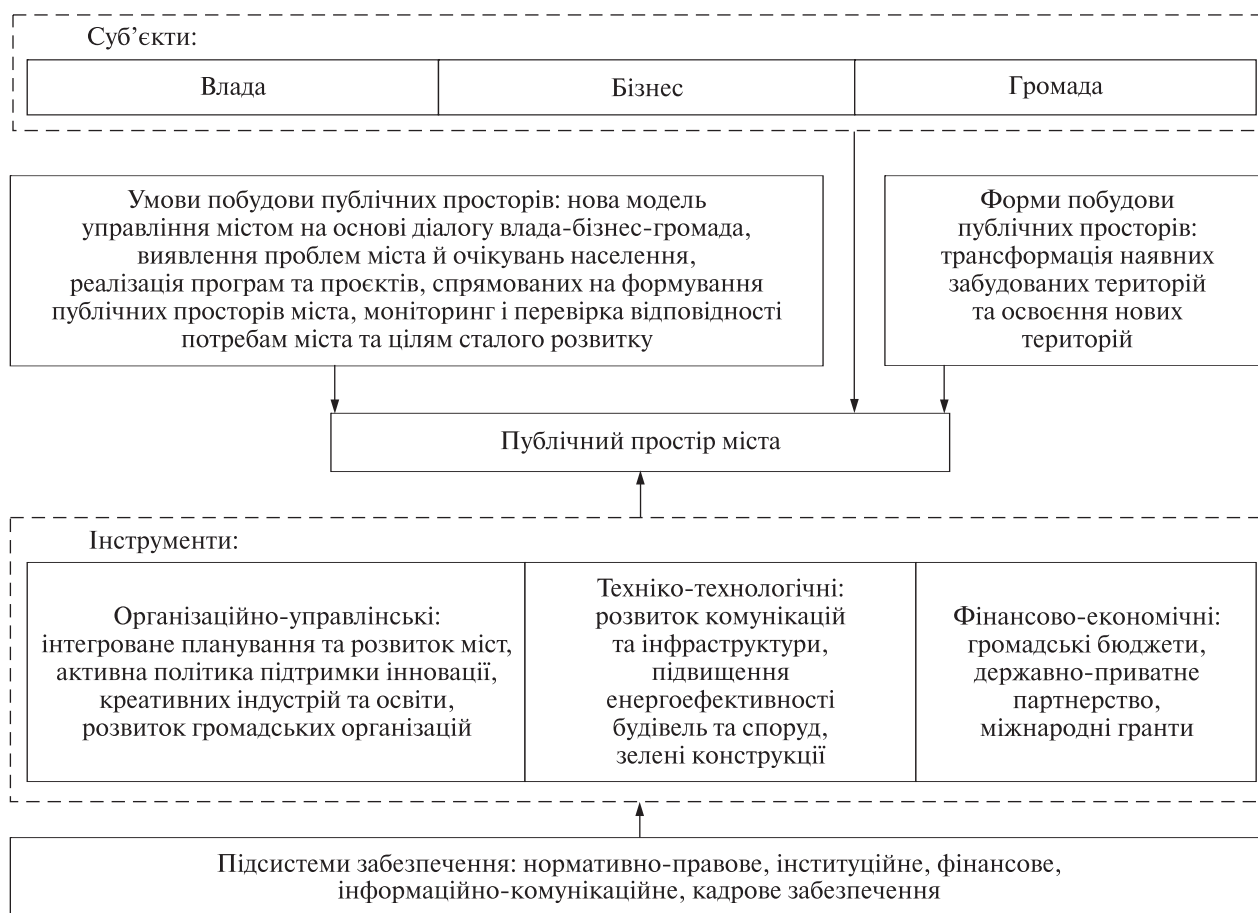 Суб’єкти:
Влада
Бізнес
Громада
Умови побудови публічних просторів: нова модель
управління містом на основі діалогу влада-бізнес-громада,
виявлення проблем міста й очікувань населення,
реалізація програм та проєктів, спрямованих на формування
публічних просторів міста, моніторинг і перевірка відповідності
потребам міста та цілям сталого розвитку
Форми побудови
публічних просторів:
трансформація наявних
забудованих територій
та освоєння нових
територій
Публічний простір міста
Інструменти:
Організаційно-управлінські:
інтегроване планування та розвиток міст,
активна політика підтримки інновації,
креативних індустрій та освіти,
розвиток громадських організацій
Техніко-технологічні:
розвиток комунікацій
та інфраструктури,
підвищення
енергоефективності
будівель та споруд,
зелені конструкції
Фінансово-економічні:
громадські бюджети,
державно-приватне
партнерство,
міжнародні гранти
Підсистеми забезпечення: нормативно-правове, інституційне, фінансове,
інформаційно-комунікаційне, кадрове забезпечення